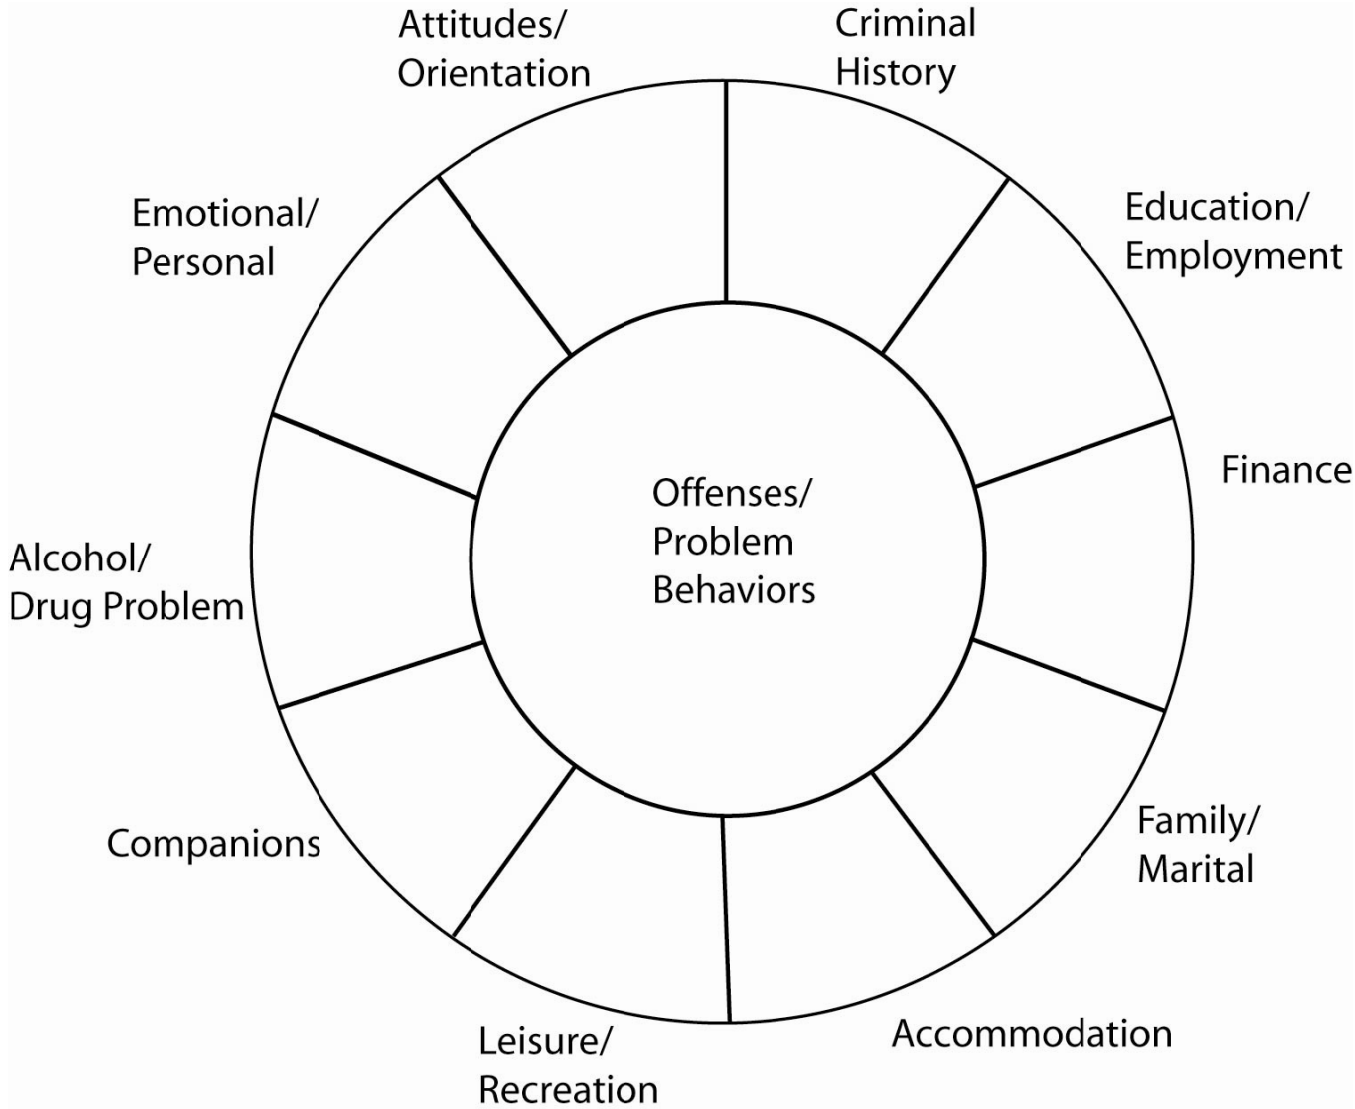 Attitudes/
Orientation
Criminal
History
Emotional/
Personal
Education/
Employment
Finance
Offenses/
Problem
Behaviors
Alcohol/
Drug Problem
Family/
Marital
Companions
Accommodation
Leisure/
Recreation